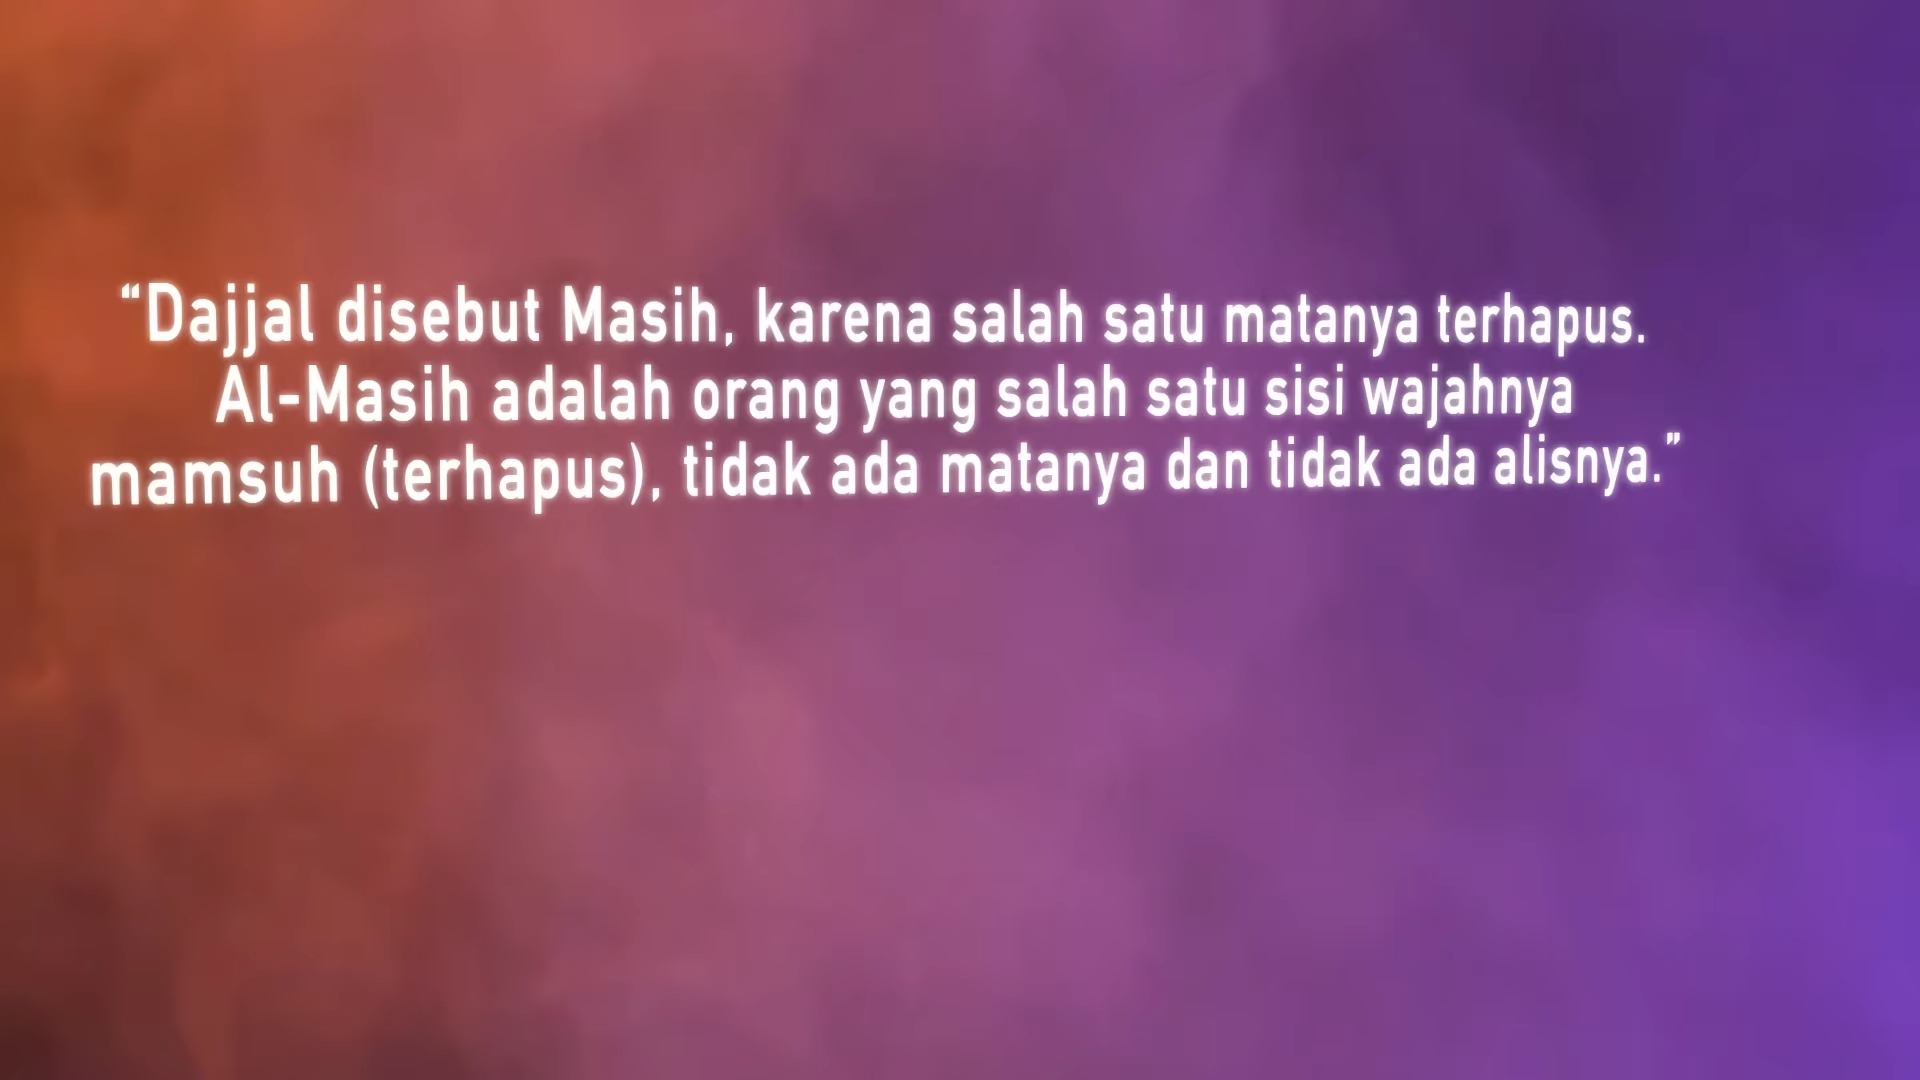 “Dajjal disebut Masih, karena salah satu matanya terhapus.
Al-Masih adalah orang yang salah satu sisi wajahnya
mamsuh (terhapus), tidak ada matanya dan tidak ada alisnya.”